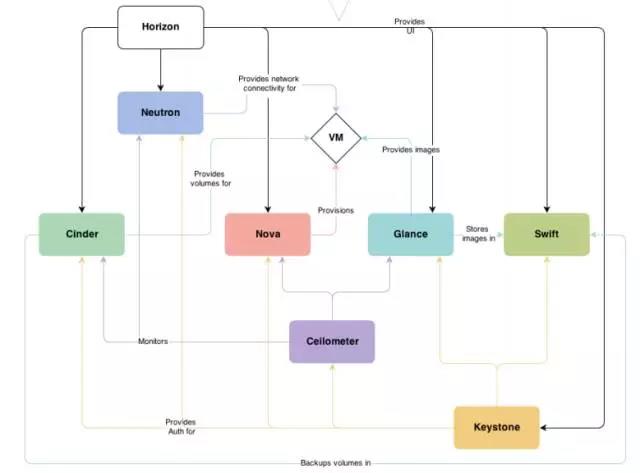 Provides
UI
Horizon
Provides network
connectivity for
Neutron
VM
Provides images
Provides
volumes for
Provisions
Cinder
Nova
Glance
Stores
images in
Swift
Monitors
Ceilometer
Provides
Auth for
Keystone
Backups volumes in